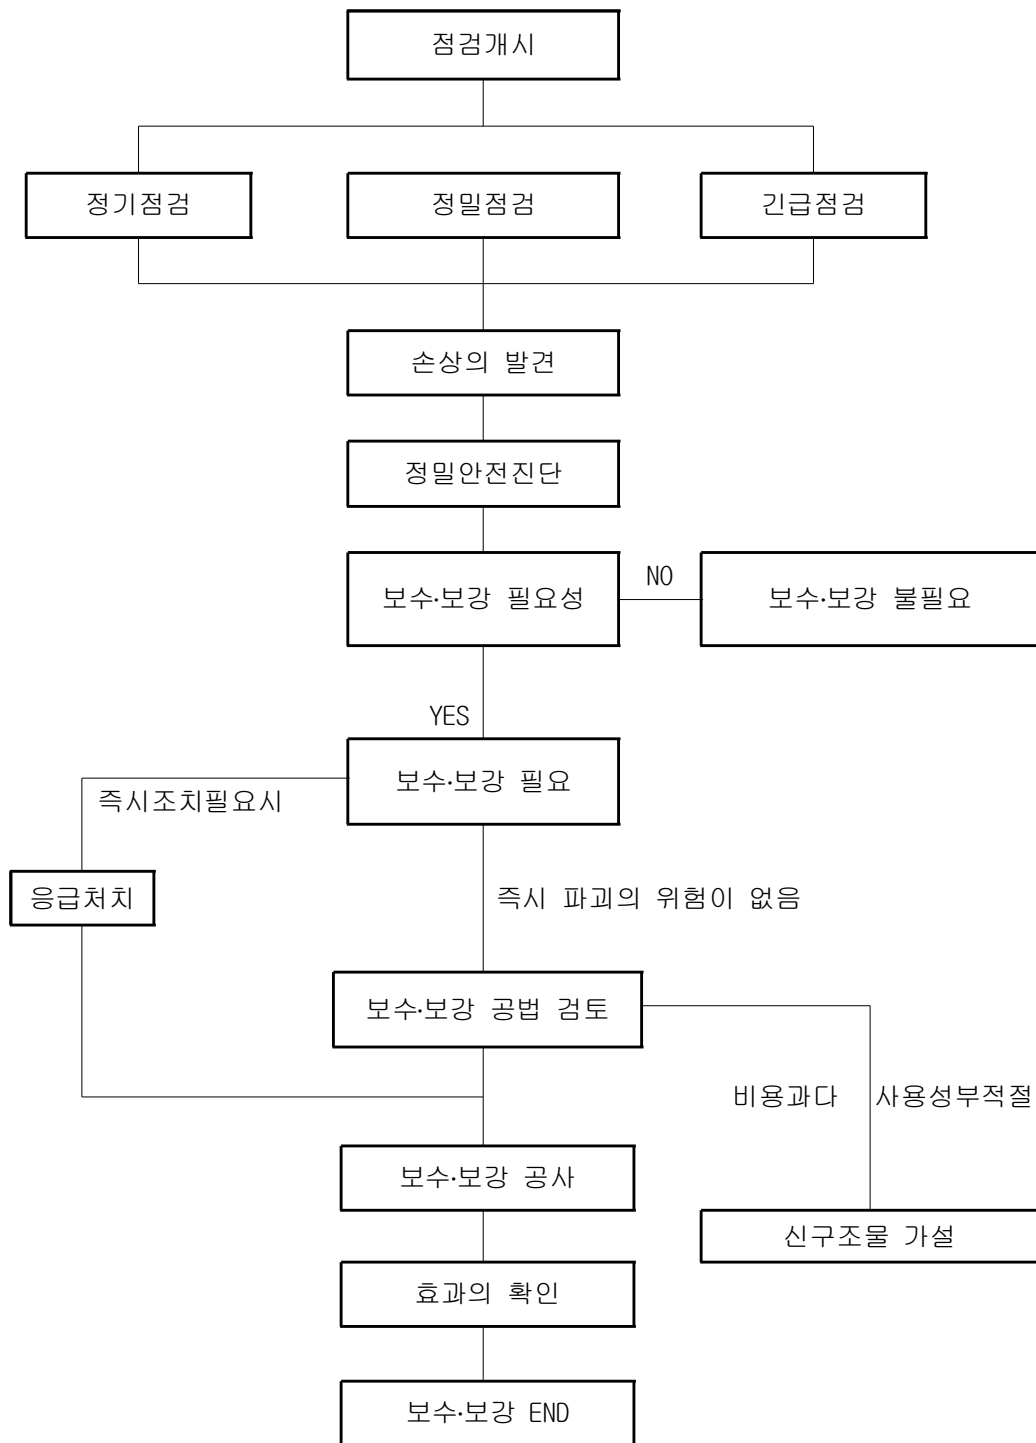 점검개시
정기점검
정밀점검
긴급점검
손상의 발견
정밀안전진단
보수·보강 필요성
NO
보수·보강 불필요
YES
보수·보강 필요
즉시조치필요시
응급처치
즉시 파괴의 위험이 없음
보수·보강 공법 검토
비용과다
사용성부적절
보수·보강 공사
신구조물 가설
효과의 확인
보수·보강 END